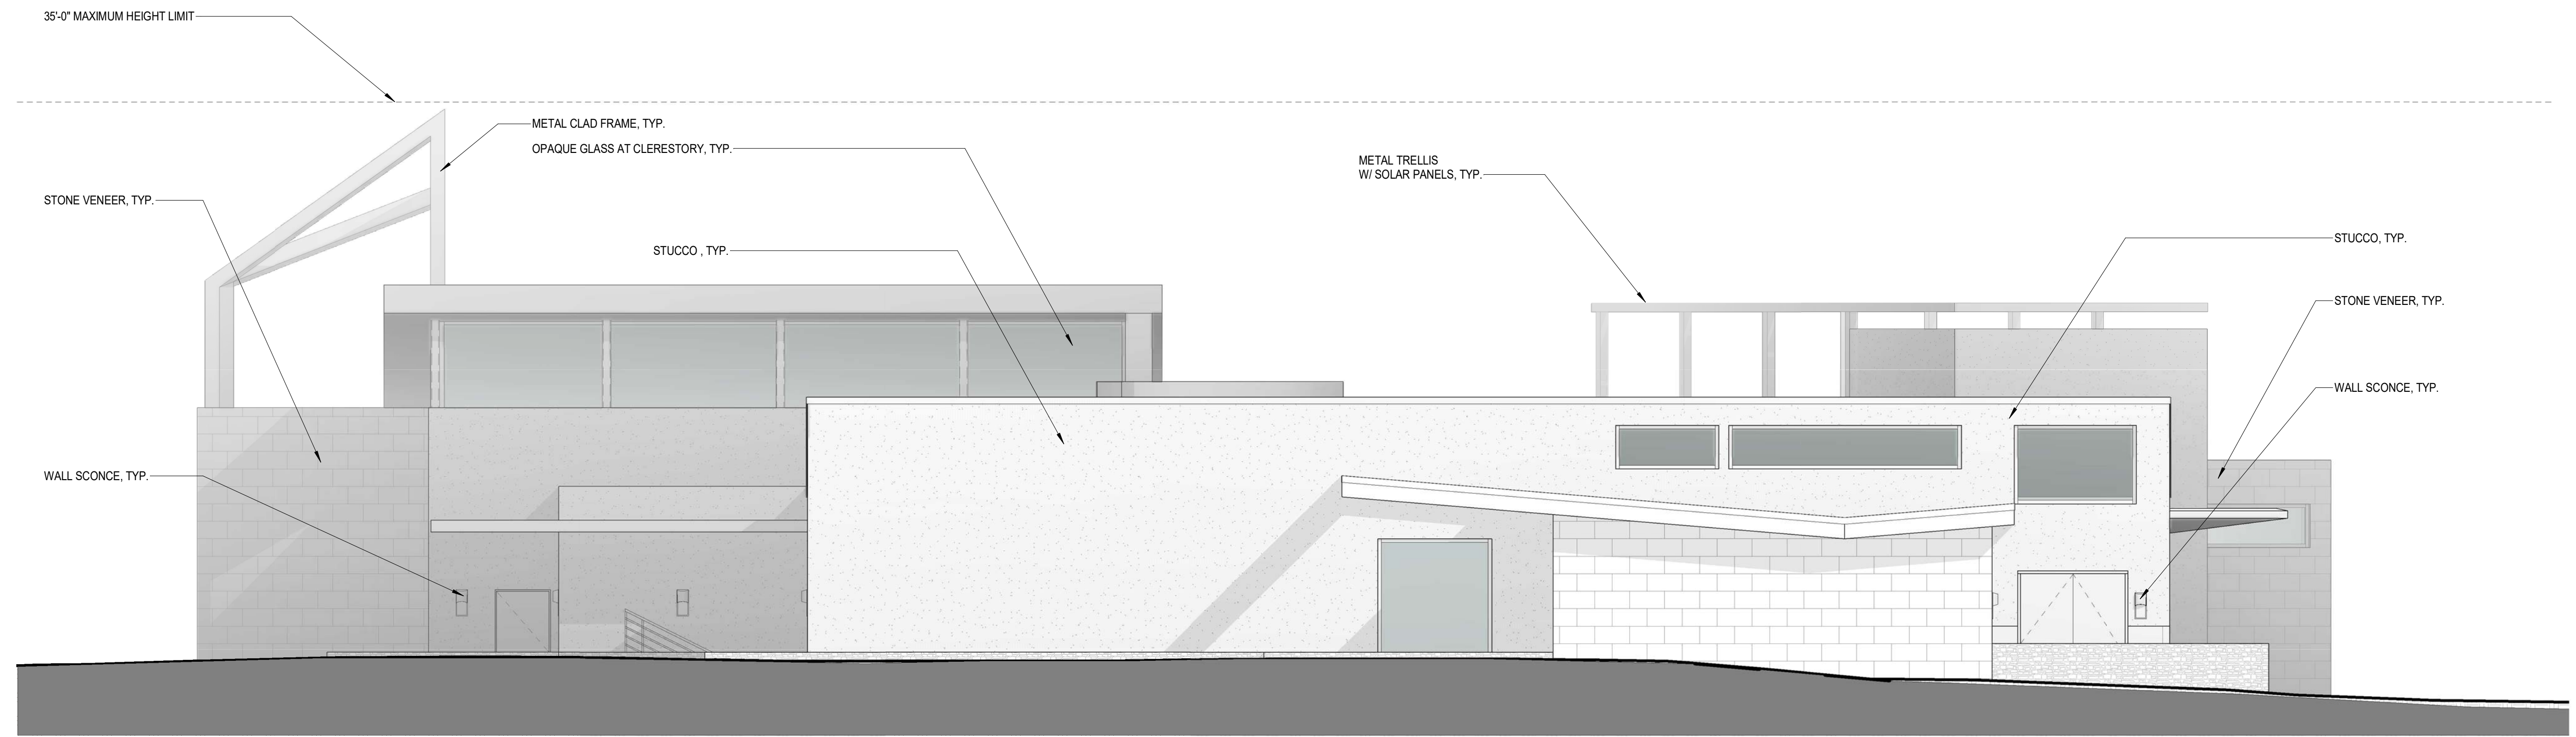 35'-0" MAXIMUM HEIGHT LIMIT
METAL CLAD FRAME, TYP.
OPAQUE GLASS AT CLERESTORY, TYP.
METAL TRELLIS
W/ SOLAR PANELS, TYP.
STONE VENEER, TYP.
STUCCO , TYP.
STUCCO, TYP.
STONE VENEER, TYP.
WALL SCONCE, TYP.
WALL SCONCE, TYP.